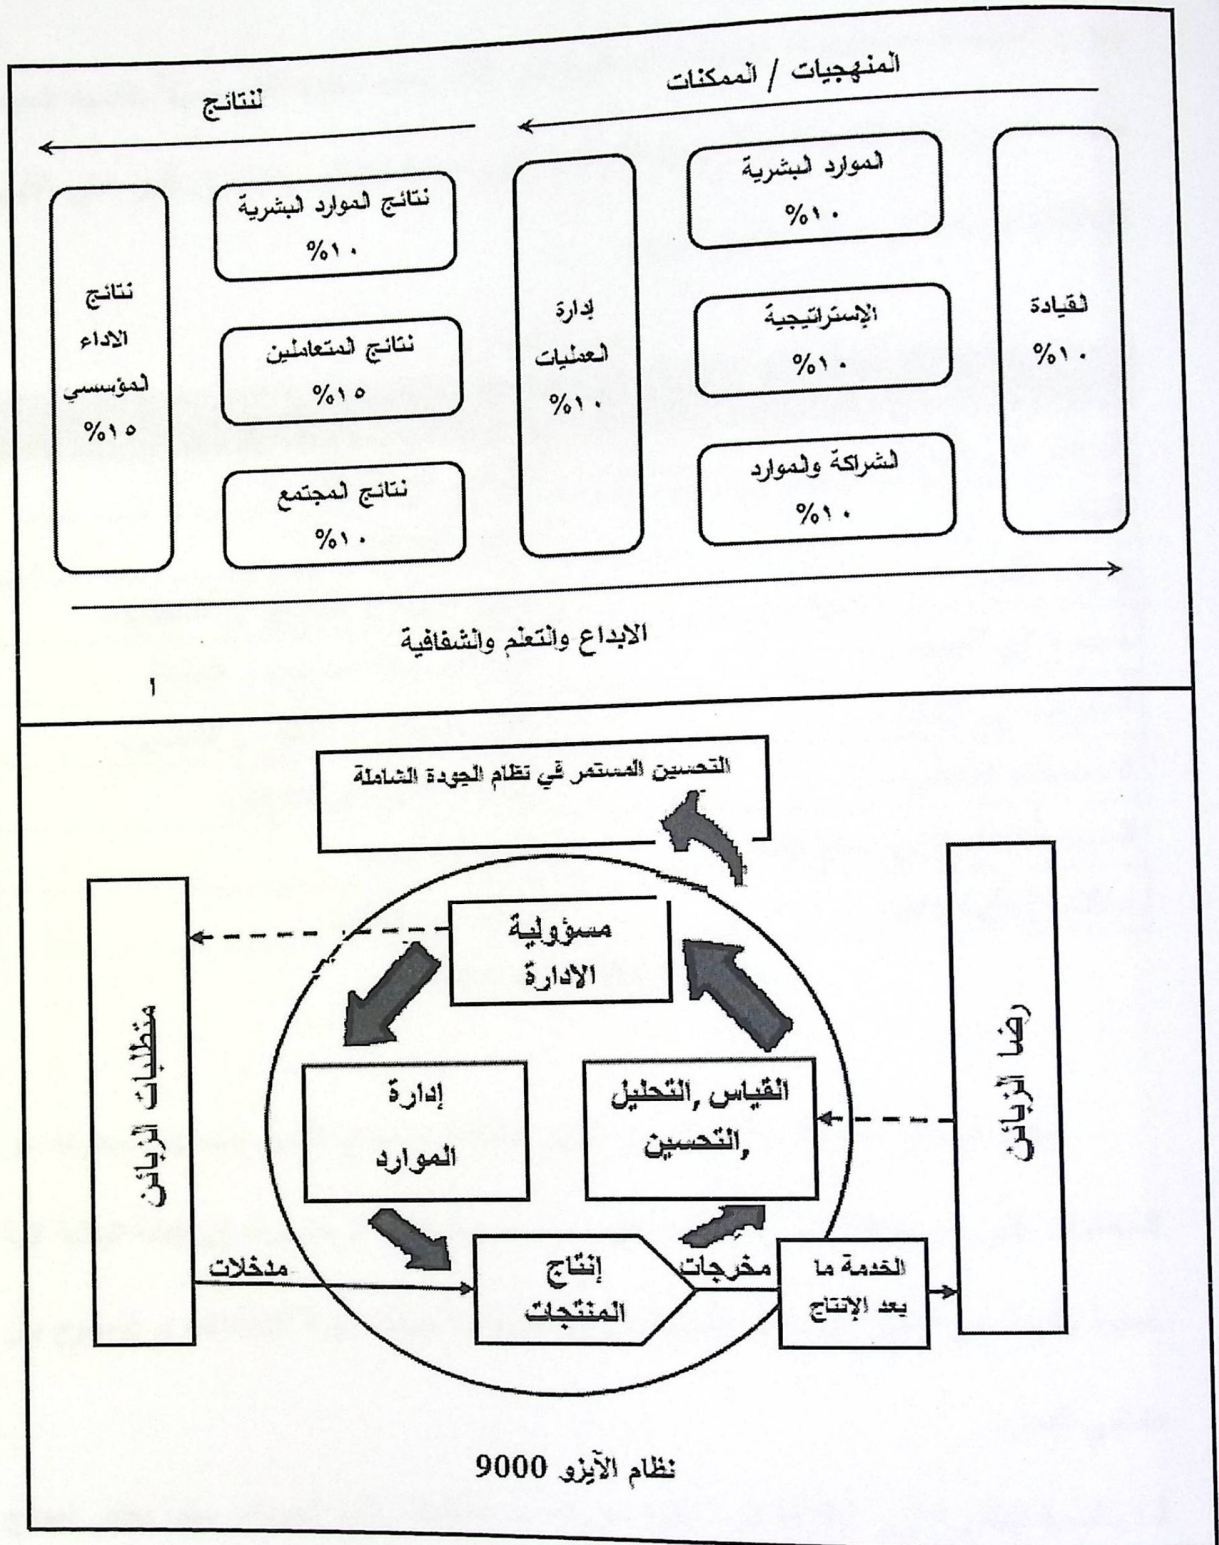 المنهجيات / الممكنات
لنتائج
القيادة
%١٠
الموارد البشرية
%١٠
الإستراتيجية
%١٠
الشراكة والموارد
%١٠
إدارة
العمليات
%١٠
نتائج الموارد البشرية
%١٠
نتائج المتعاملين
%١٥
نتائج المجتمع
%١٠
نتائج
الاداء
المؤسسي
%١٥
الابداع والتعلم والشفافية
ا
التحسين المستمر في نظام الجودة الشاملة
مسؤولية
الادارة
رضا الزبائن
القياس ,التحليل
,التحسين
إدارة
الموارد
متطلبات الزبائن
مدخلات
إنتاج
المنتجات
مخرجات
الخدمة ما
بعد الإنتاج
نظام الآيزو 9000